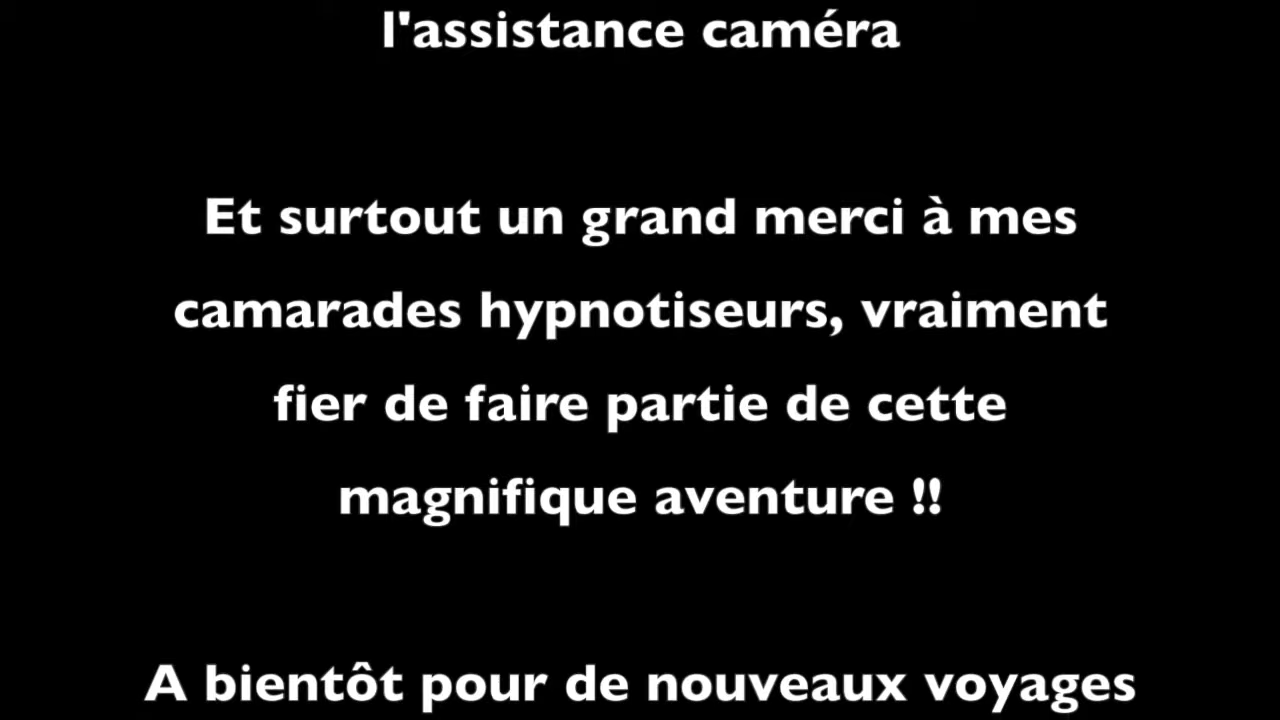 l'assistance caméra
Et surtout un grand merci à mes
camarades hypnotiseurs, vraiment
fier de faire partie de cette
magnifique aventure !!
A bientôt pour de nouveaux voyages